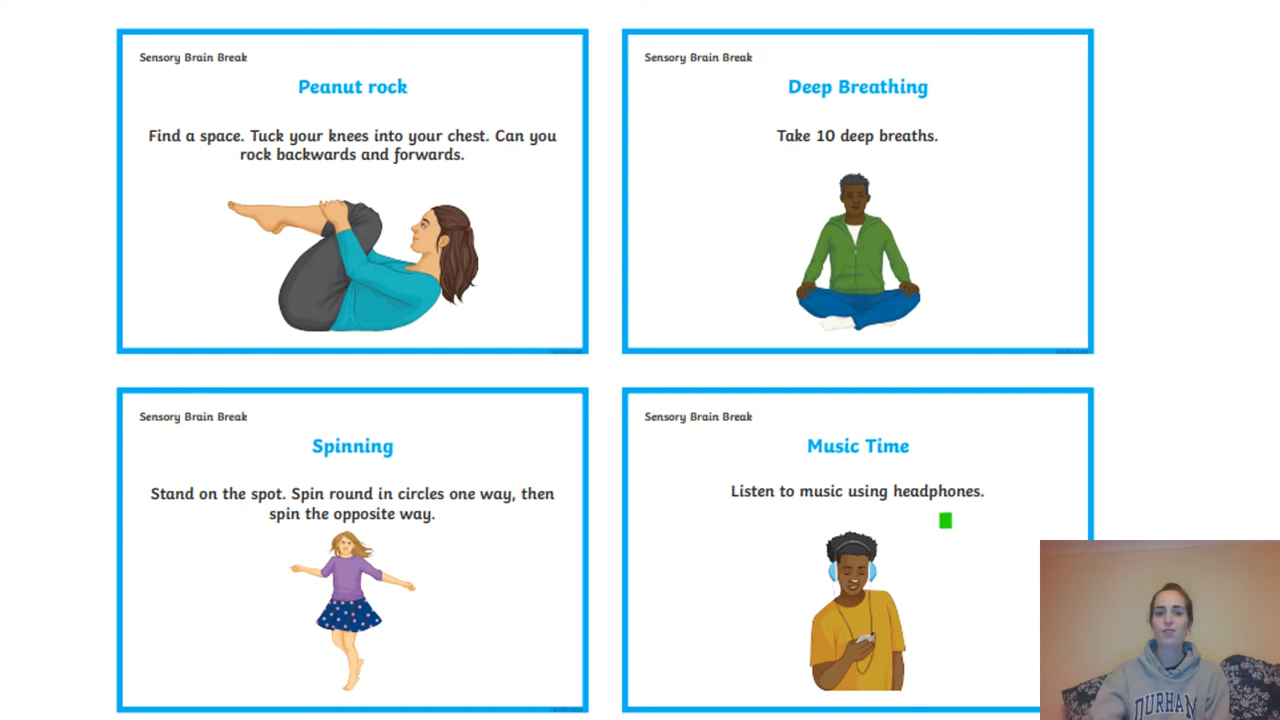 Sensory Brain Break
Peanut rock
Find a space. Tuck your knees into your chest. Can you
rock backwards and forwards.
Sensory Brain Break
Deep Breathing
Take 10 deep breaths.
Sensory Brain Break
Spinning
Stand on the spot. Spin round in circles one way, then
spin the opposite way.
Sensory Brain Break
Music Time
Listen to music using headphones.
DURHAM